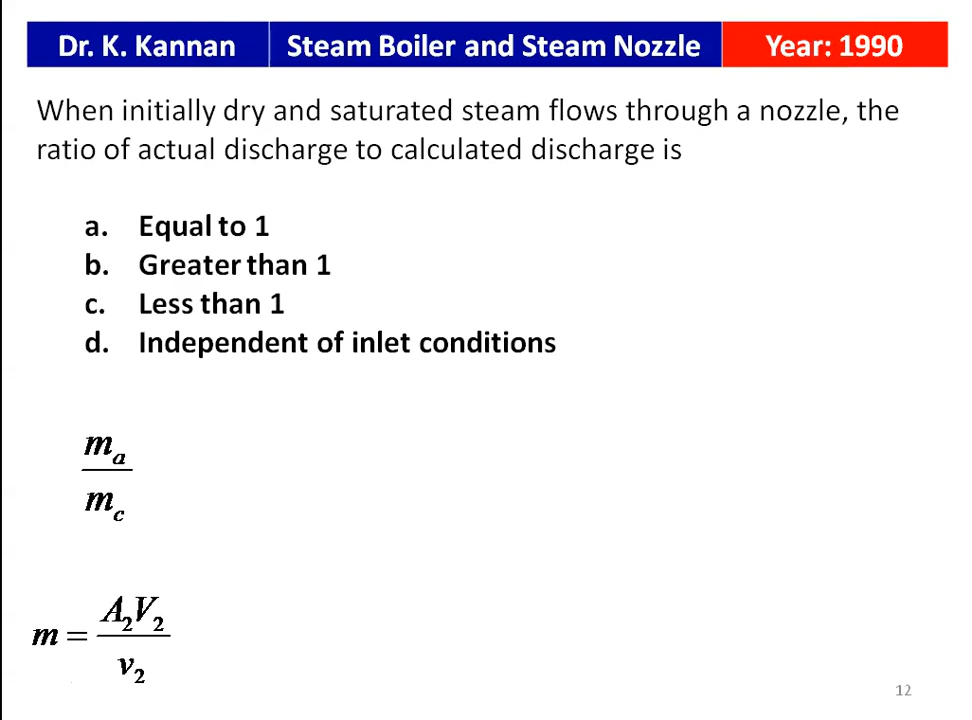 Dr. K. Kannan Steam Boiler and Steam Nozzle Year: 1990
When initially dry and saturated steam flows through a nozzle, the
ratio of actual discharge to calculated discharge is
a. Equal to 1
b. Greater than 1
c. Less than 1
d. Independent of inlet conditions
m_a
m_c
A_2V_2
m =
v_2
12